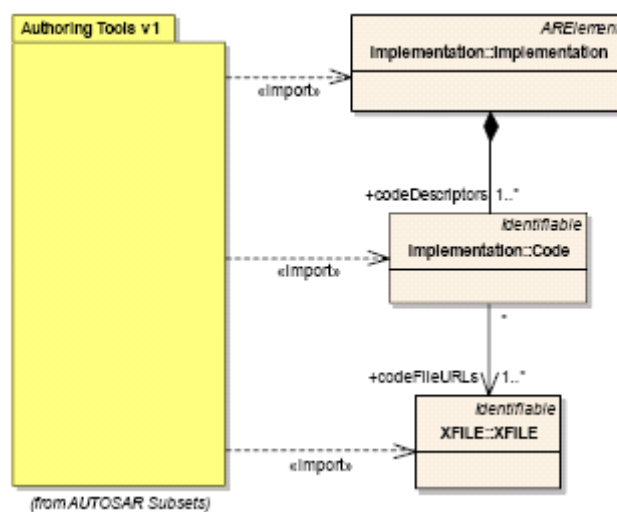 Authoring Tools v1
ARElement
Implementation::Implementation
«import»
+codeDescriptors 1..*
Identifiable
Implementation::Code
«import»
*
+codeFileURLs 1..*
Identifiable
XFILE::XFILE
«import»
(from AUTOSAR Subsets)